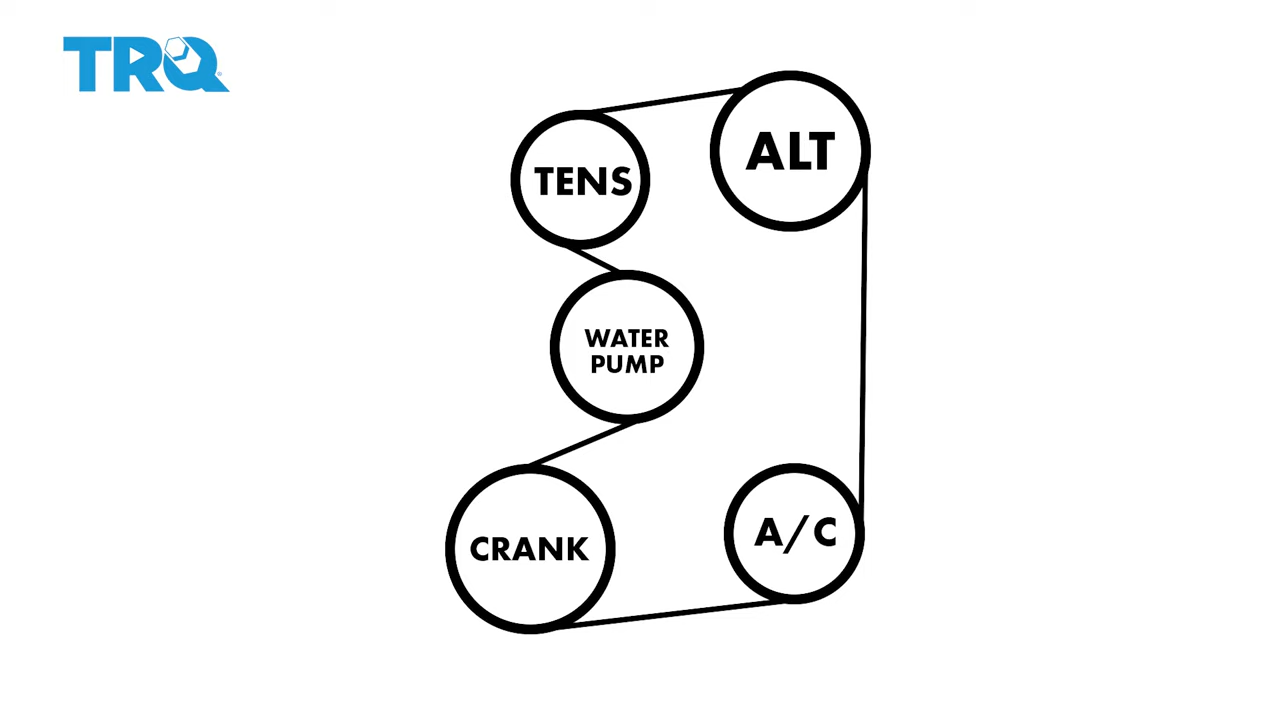 TRQ
ALT
TENS
WATER
PUMP
CRANK
A/C